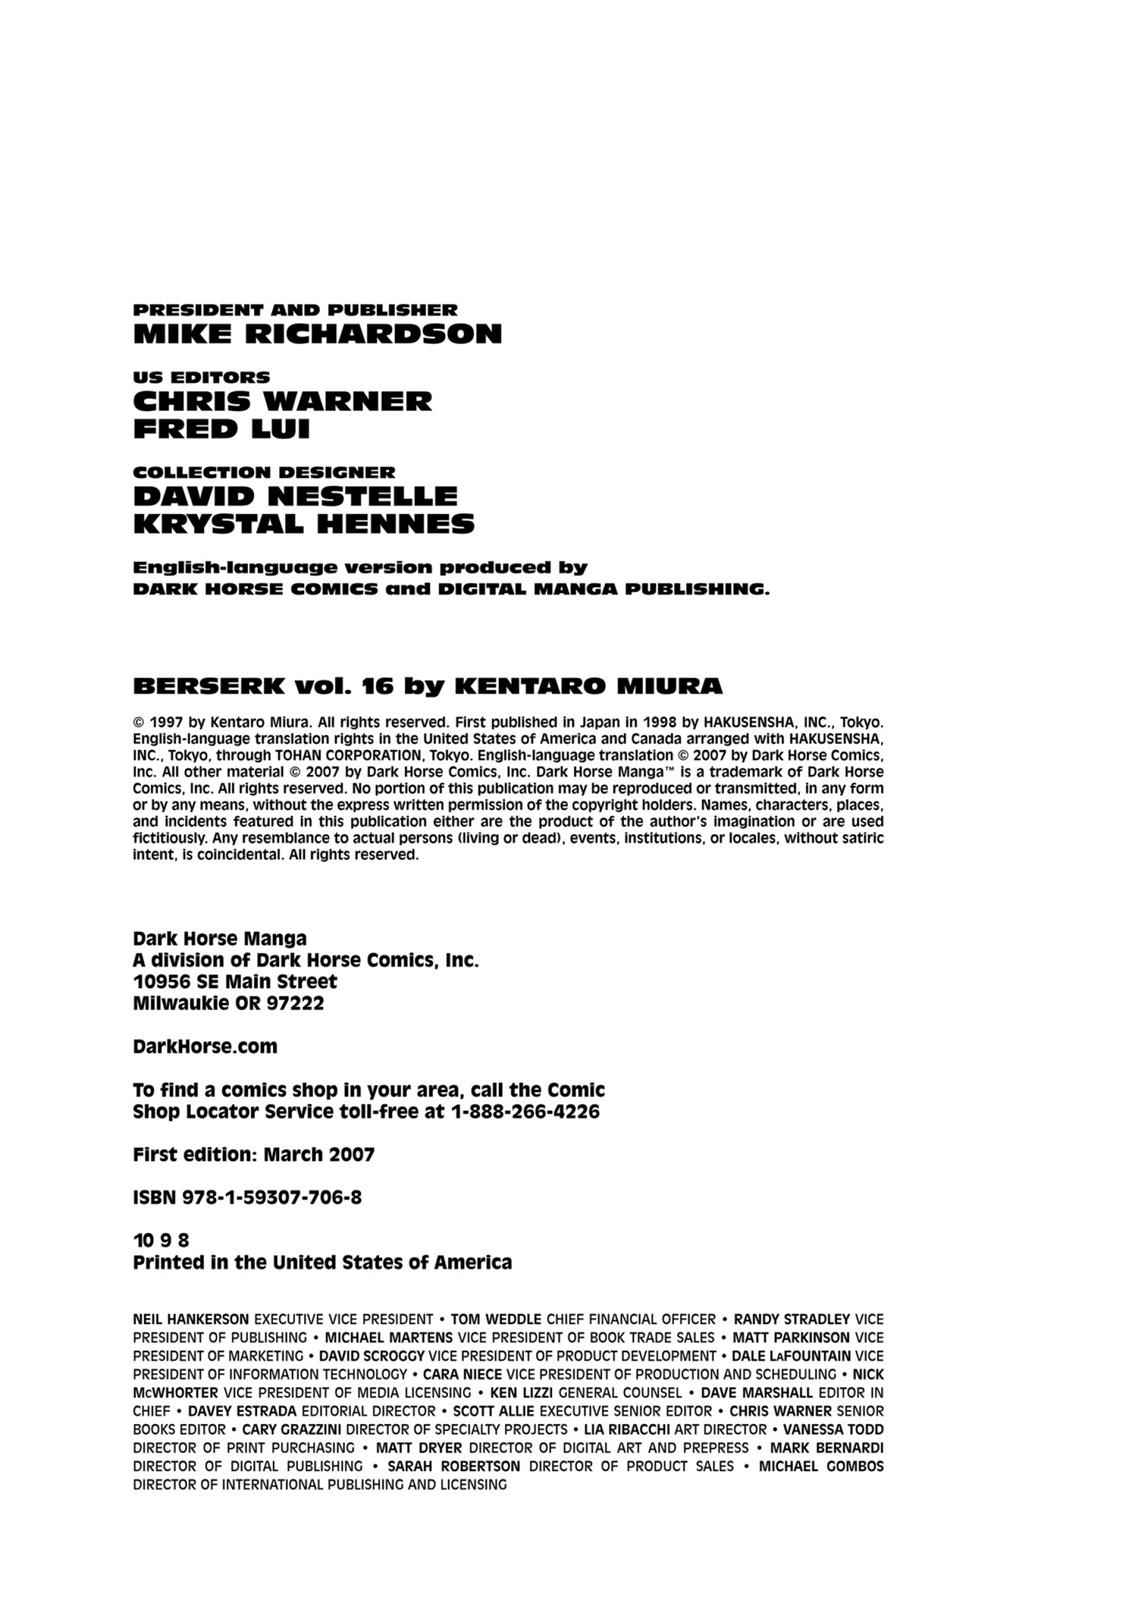 PRESIDENT AND PUBLISHER
MIKE RICHARDSON
US EDITORS
CHRIS WARNER
FRED LUI
COLLECTION DESIGNER
DAVID NESTELLE
KRYSTAL HENNES
English-language version produced by
DARK HORSE COMICS and DIGITAL MANGA PUBLISHING.
BERSERK vol. 16 by KENTARO MIURA
© 1997 by Kentaro Miura. All rights reserved. First published in Japan in 1998 by HAKUSENSHA, INC., Tokyo.
English-language translation rights in the United States of America and Canada arranged with HAKUSENSHA,
INC., Tokyo, through TOHAN CORPORATION, Tokyo. English-language translation © 2007 by Dark Horse Comics,
Inc. All other material © 2007 by Dark Horse Comics, Inc. Dark Horse Manga™ is a trademark of Dark Horse
Comics, Inc. All rights reserved. No portion of this publication may be reproduced or transmitted, in any form
or by any means, without the express written permission of the copyright holders. Names, characters, places,
and incidents featured in this publication either are the product of the author's imagination or are used
fictitiously. Any resemblance to actual persons (living or dead), events, institutions, or locales, without satiric
intent, is coincidental. All rights reserved.
Dark Horse Manga
A division of Dark Horse Comics, Inc.
10956 SE Main Street
Milwaukie OR 97222
DarkHorse.com
To find a comics shop in your area, call the Comic
Shop Locator Service toll-free at 1-888-266-4226
First edition: March 2007
ISBN 978-1-59307-706-8
10 9 8
Printed in the United States of America
NEIL HANKERSON EXECUTIVE VICE PRESIDENT • TOM WEDDLE CHIEF FINANCIAL OFFICER • RANDY STRADLEY VICE
PRESIDENT OF PUBLISHING • MICHAEL MARTENS VICE PRESIDENT OF BOOK TRADE SALES • MATT PARKINSON VICE
PRESIDENT OF MARKETING • DAVID SCROGGY VICE PRESIDENT OF PRODUCT DEVELOPMENT • DALE LaFOUNTAIN VICE
PRESIDENT OF INFORMATION TECHNOLOGY • CARA NIECE VICE PRESIDENT OF PRODUCTION AND SCHEDULING • NICK
McWHORTER VICE PRESIDENT OF MEDIA LICENSING • KEN LIZZI GENERAL COUNSEL • DAVE MARSHALL EDITOR IN
CHIEF • DAVEY ESTRADA EDITORIAL DIRECTOR • SCOTT ALLIE EXECUTIVE SENIOR EDITOR • CHRIS WARNER SENIOR
BOOKS EDITOR • CARY GRAZZINI DIRECTOR OF SPECIALTY PROJECTS • LIA RIBACCHI ART DIRECTOR • VANESSA TODD
DIRECTOR OF PRINT PURCHASING • MATT DRYER DIRECTOR OF DIGITAL ART AND PREPRESS • MARK BERNARDI
DIRECTOR OF DIGITAL PUBLISHING • SARAH ROBERTSON DIRECTOR OF PRODUCT SALES • MICHAEL GOMBOS
DIRECTOR OF INTERNATIONAL PUBLISHING AND LICENSING